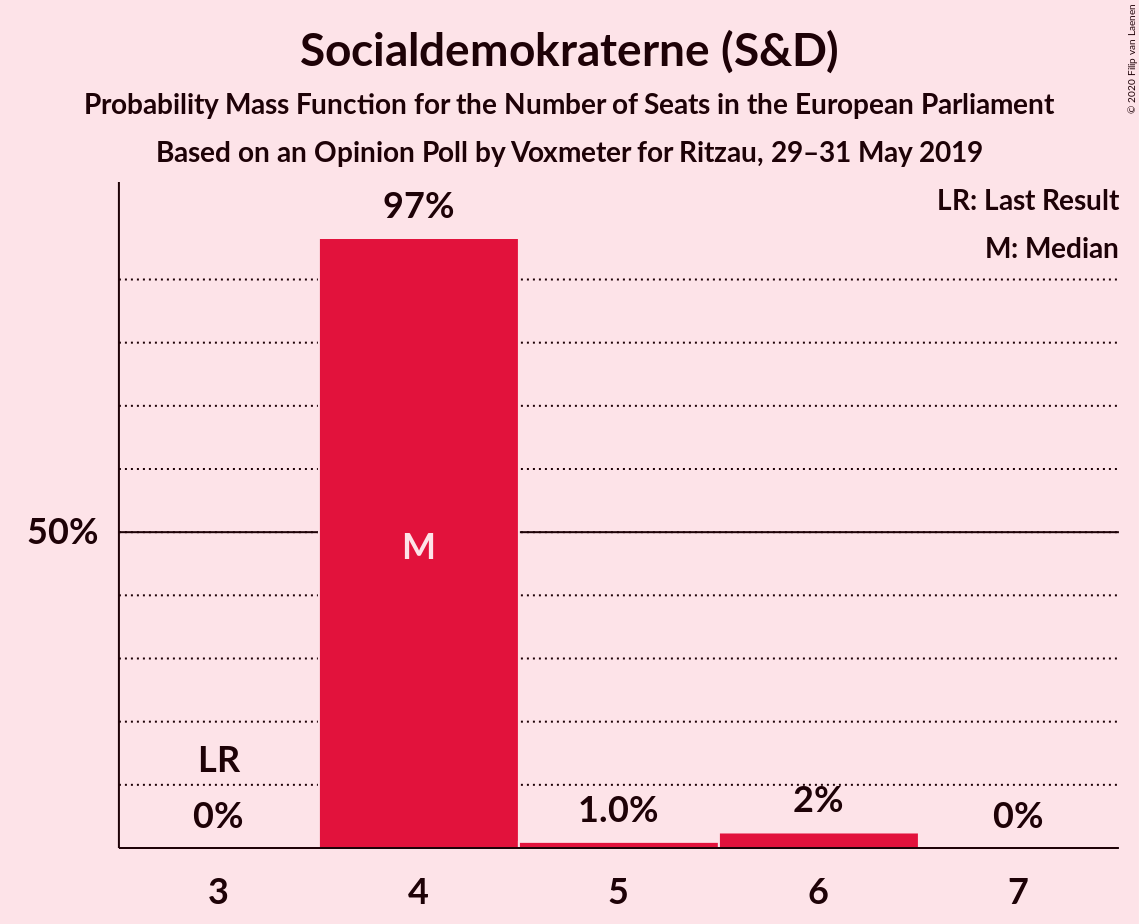 Socialdemokraterne (S&D)
Probability Mass Function for the Number of Seats in the European Parliament
Based on an Opinion Poll by Voxmeter for Ritzau, 29–31 May 2019
© 2020 Filip van Laenen
LR: Last Result
M: Median
97%
50%
M
LR
0%
1.0%
2%
0%
3
4
5
6
7